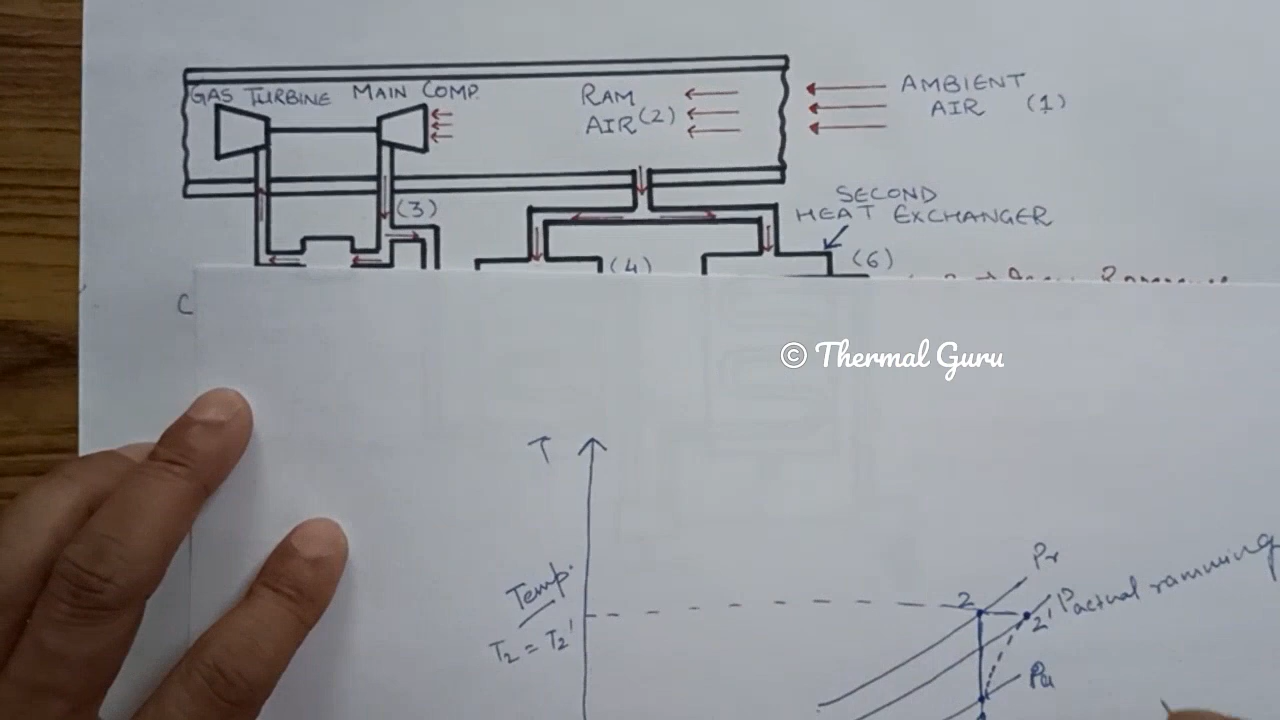 GAS TURBINE MAIN COMP.
RAM
AIR (2)
AMBIENT
AIR (1)
(3)
SECOND
HEAT EXCHANGER
(4)
(6)
C
© Thermal Guru
T
Temp.
T2 = T2'
Pr
2
Pactual ramming
2'
Pa